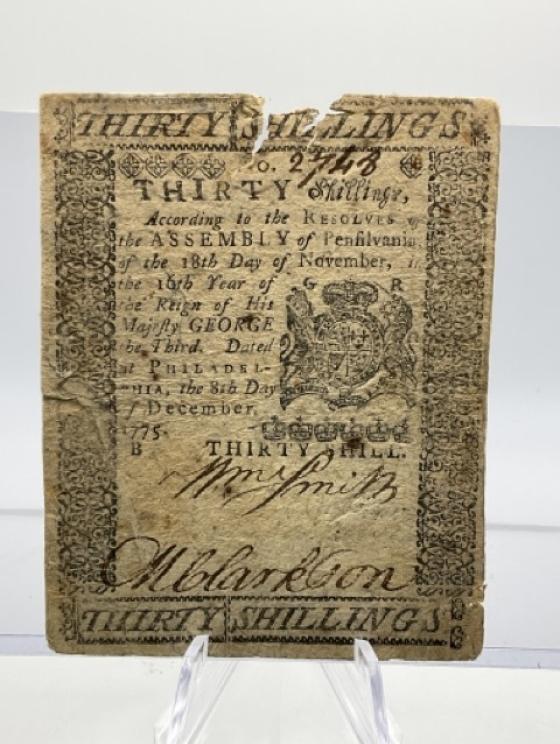 THIRTY SHILLINGS
No. 2748
THIRTY Shillings,
According to the RESOLVES of
the ASSEMBLY of Penſilvania
of the 18th Day of November, in
the 16th Year of
the Reign of His
Majeſty GEORGE
the Third. Dated
at PHILADEL-
PHIA, the 8th Day
of December,
1775.
G R
B THIRTY SHILL.
Wm Smith
M Clarkson
THIRTY SHILLINGS